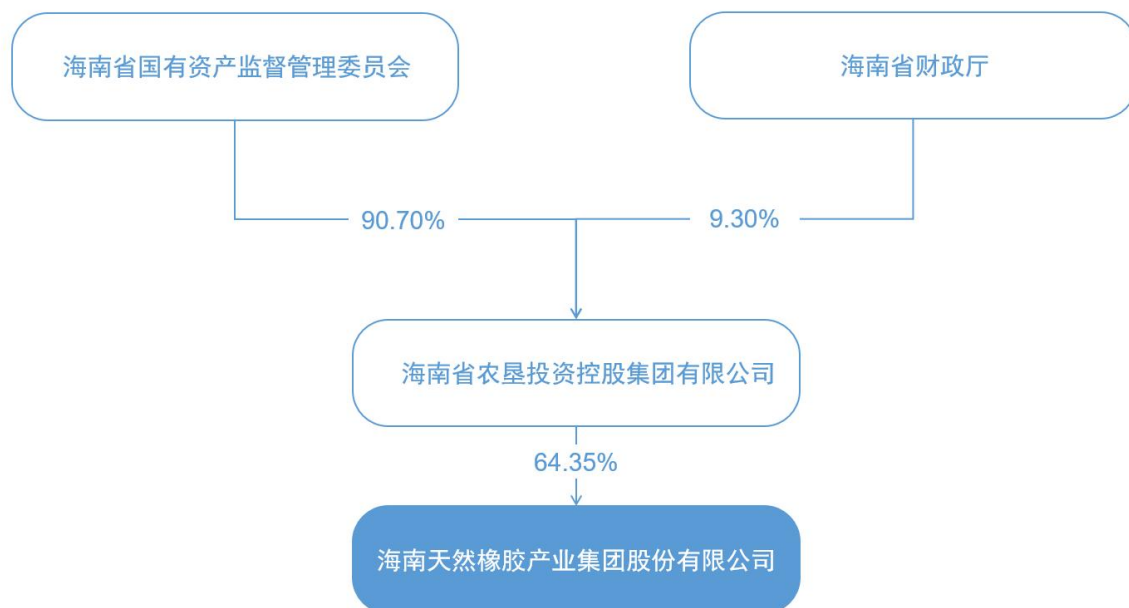 海南省国有资产监督管理委员会
海南省财政厅
90.70%
9.30%
海南省农垦投资控股集团有限公司
64.35%
海南天然橡胶产业集团股份有限公司